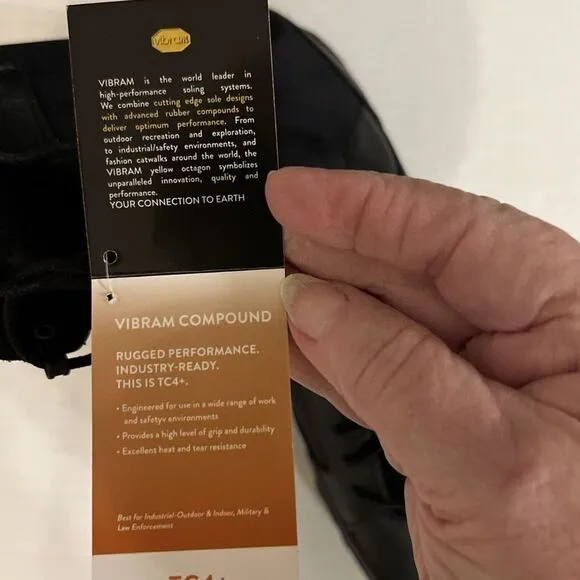 vibram
VIBRAM is the world leader in
high-performance soling systems.
We combine cutting edge sole designs
with advanced rubber compounds to
deliver optimum performance. From
outdoor recreation and exploration,
to industrial/safety environments, and
fashion catwalks around the world, the
VIBRAM yellow octagon symbolizes
unparalleled innovation, quality and
performance.
YOUR CONNECTION TO EARTH
VIBRAM COMPOUND
RUGGED PERFORMANCE.
INDUSTRY-READY.
THIS IS TC4+.
• Engineered for use in a wide range of work
and safetyv environments
• Provides a high level of grip and durability
• Excellent heat and tear resistance
Best for Industrial-Outdoor & Indoor, Military &
Law Enforcement
TC4+